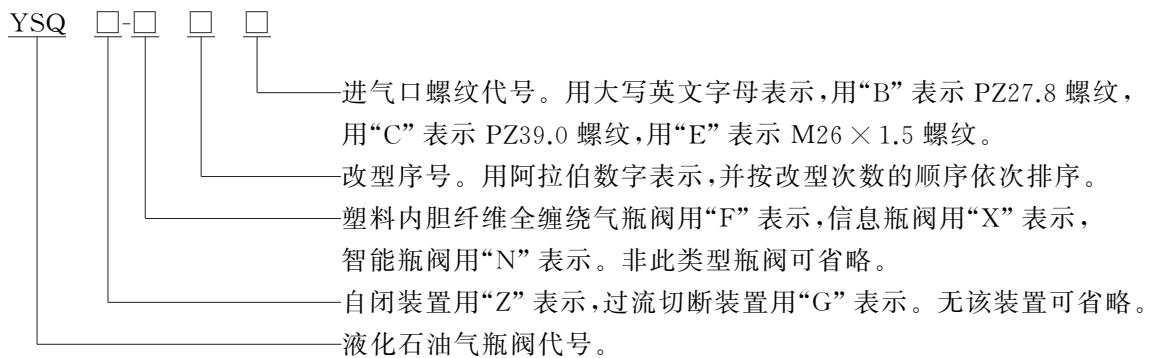 YSQ □-□ □ □
进气口螺纹代号。用大写英文字母表示,用“B”表示 PZ27.8 螺纹,
用“C”表示 PZ39.0 螺纹,用“E”表示 M26×1.5 螺纹。
改型序号。用阿拉伯数字表示,并按改型次数的顺序依次排序。
塑料内胆纤维全缠绕气瓶阀用“F”表示,信息瓶阀用“X”表示,
智能瓶阀用“N”表示。非此类型瓶阀可省略。
自闭装置用“Z”表示,过流切断装置用“G”表示。无该装置可省略。
液化石油气瓶阀代号。